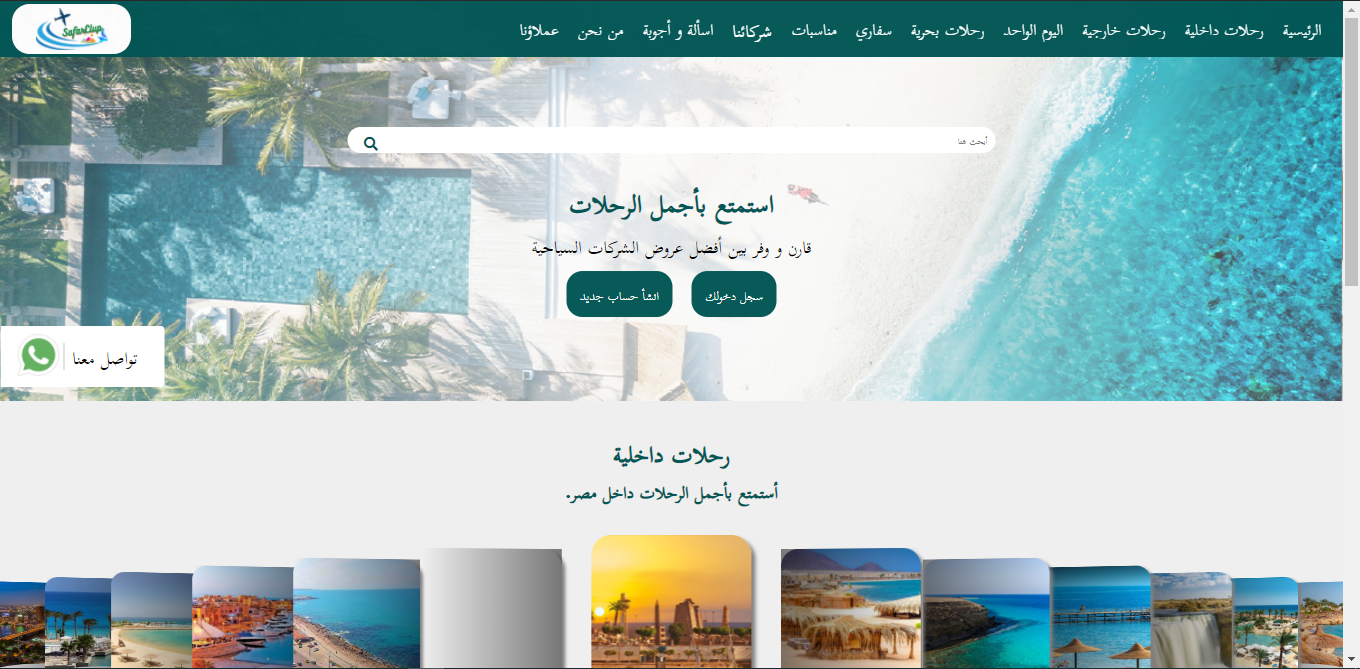 الرئيسية رحلات داخلية رحلات خارجية اليوم الواحد رحلات بحرية سفاري مناسبات شركائنا اسألة و أجوبة من نحن عملاؤنا
SafarClup
أبحث هنا
استمتع بأجمل الرحلات
قارن و وفر بين أفضل عروض الشركات السياحية
سجل دخولك انشأ حساب جديد
تواصل معنا
رحلات داخلية
أستمتع بأجمل الرحلات داخل مصر.